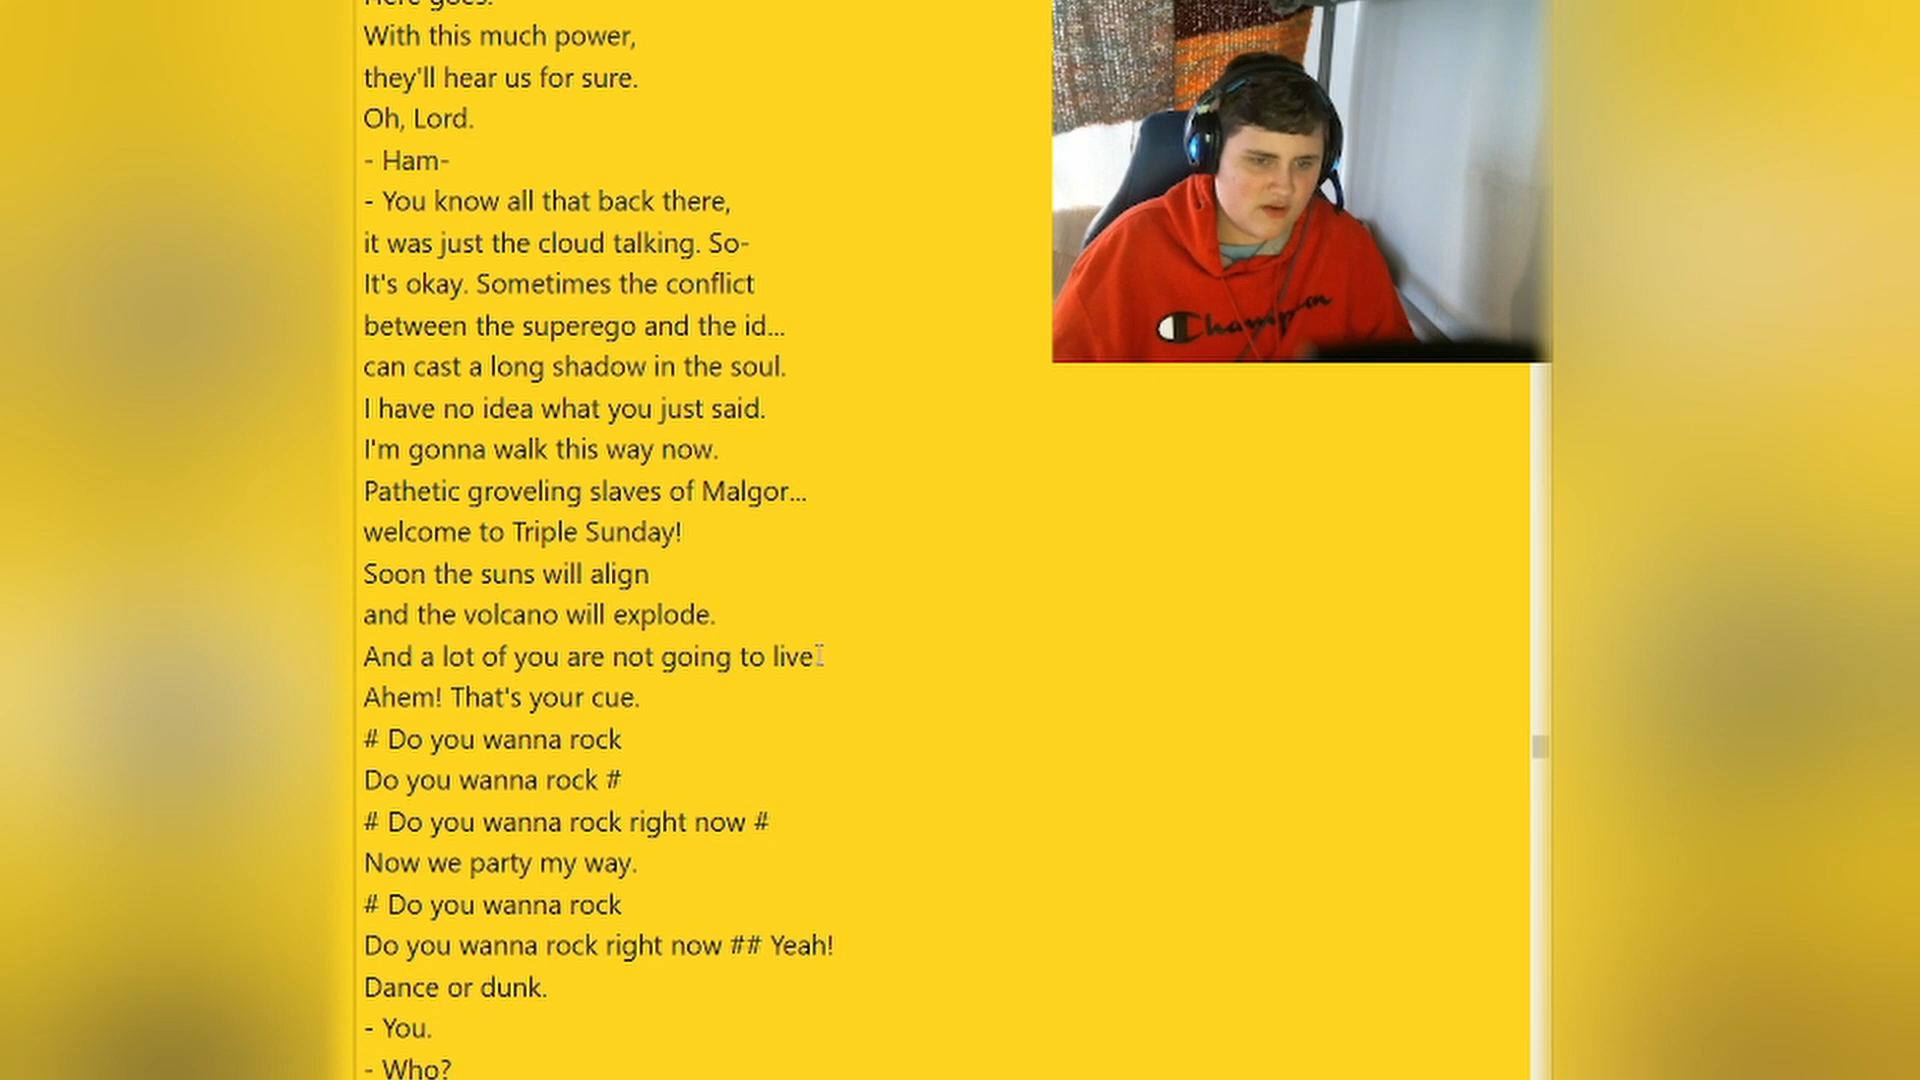 Here goes.
With this much power,
they'll hear us for sure.
Oh, Lord.
- Ham-
- You know all that back there,
it was just the cloud talking. So-
It's okay. Sometimes the conflict
between the superego and the id...
can cast a long shadow in the soul.
I have no idea what you just said.
I'm gonna walk this way now.
Pathetic groveling slaves of Malgor...
welcome to Triple Sunday!
Soon the suns will align
and the volcano will explode.
And a lot of you are not going to live
Ahem! That's your cue.
# Do you wanna rock
Do you wanna rock #
# Do you wanna rock right now #
Now we party my way.
# Do you wanna rock
Do you wanna rock right now ## Yeah!
Dance or dunk.
- You.
- Who?
Champion